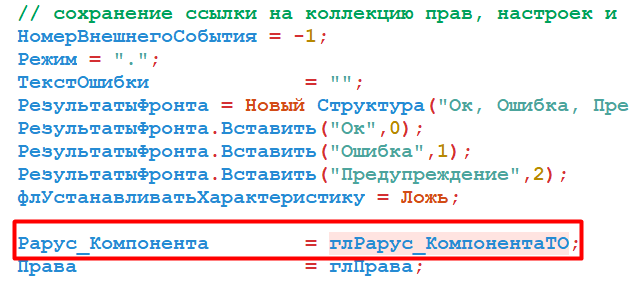 // сохранение ссылки на коллекцию прав, настроек и
НомерВнешнегоСобытия = -1;
Режим = ".";
ТекстОшибки = "";
РезультатыФронта = Новый Структура("Ок, Ошибка, Пре
РезультатыФронта.Вставить("Ок",0);
РезультатыФронта.Вставить("Ошибка",1);
РезультатыФронта.Вставить("Предупреждение",2);
флУстанавливатьХарактеристику = Ложь;
Рарус_Компонента = глРарус_КомпонентаТО;
Права = глПрава;